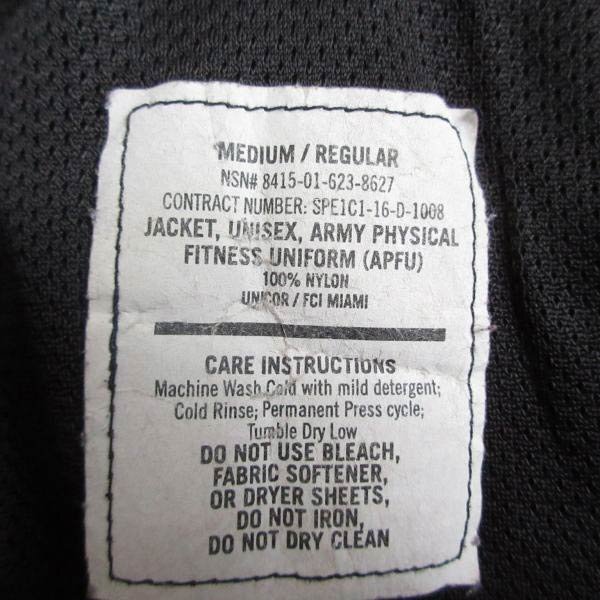 MEDIUM / REGULAR
NSN# 8415-01-623-8627
CONTRACT NUMBER: SPE1C1-16-D-1008
JACKET, UNISEX, ARMY PHYSICAL
FITNESS UNIFORM (APFU)
100% NYLON
UNICOR / FCI MIAMI
CARE INSTRUCTIONS
Machine Wash Cold with mild detergent;
Cold Rinse; Permanent Press cycle;
Tumble Dry Low
DO NOT USE BLEACH,
FABRIC SOFTENER,
OR DRYER SHEETS,
DO NOT IRON,
DO NOT DRY CLEAN